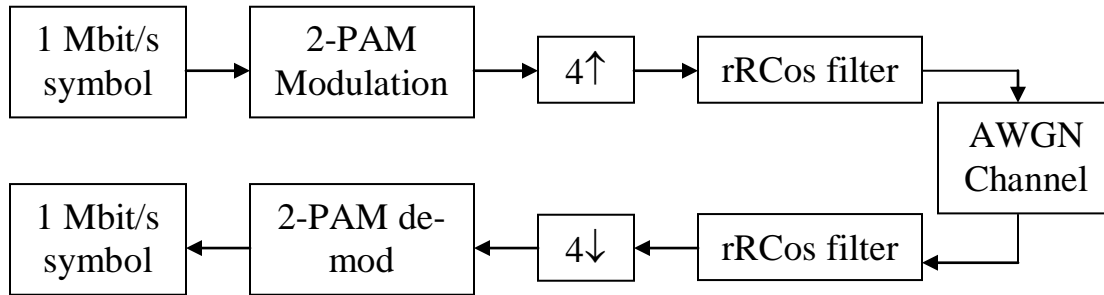 1 Mbit/s
symbol
2-PAM
Modulation
4↑
rRCos filter
AWGN
Channel
1 Mbit/s
symbol
2-PAM de-
mod
4↓
rRCos filter